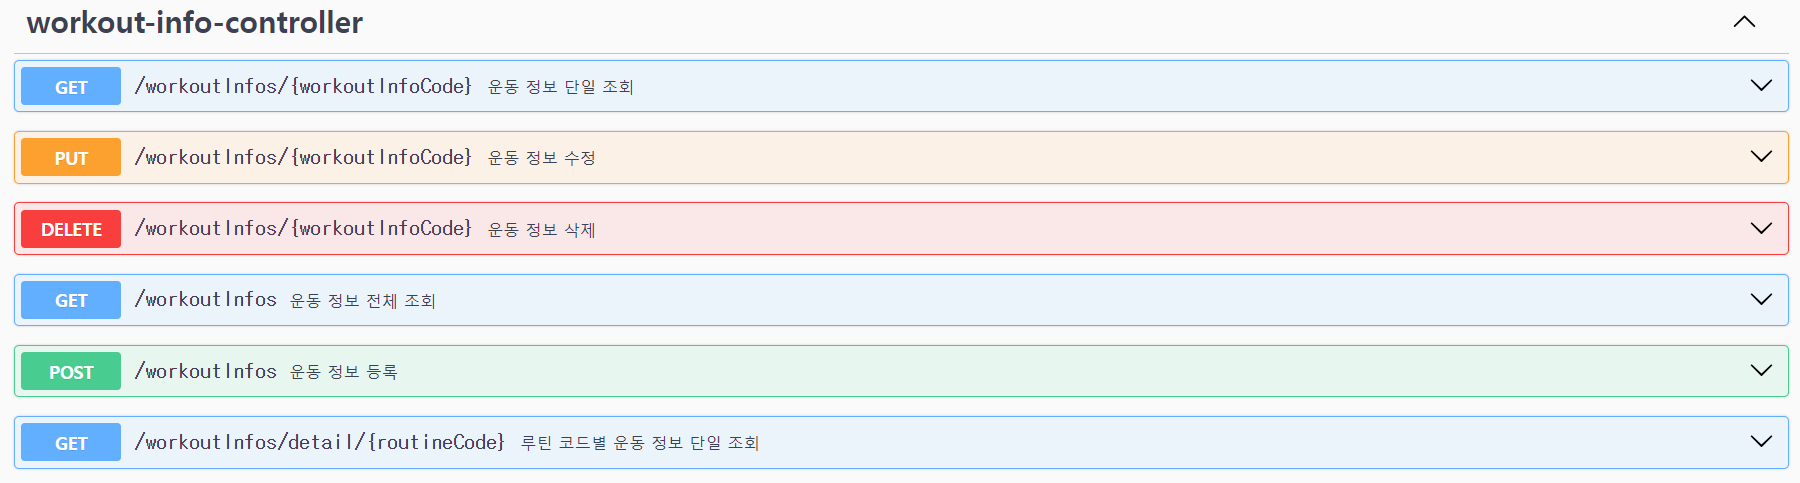 workout-info-controller
GET /workoutInfos/{workoutInfoCode} 운동 정보 단일 조회
PUT /workoutInfos/{workoutInfoCode} 운동 정보 수정
DELETE /workoutInfos/{workoutInfoCode} 운동 정보 삭제
GET /workoutInfos 운동 정보 전체 조회
POST /workoutInfos 운동 정보 등록
GET /workoutInfos/detail/{routineCode} 루틴 코드별 운동 정보 단일 조회